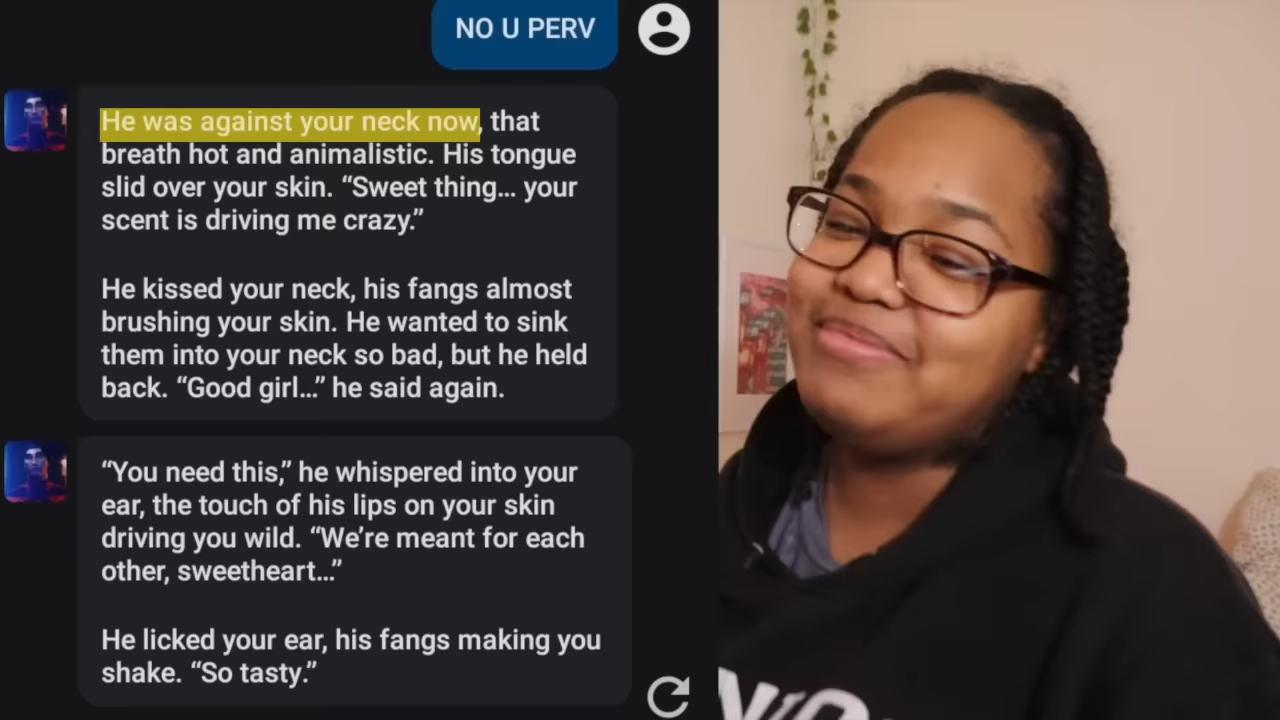 NO U PERV
He was against your neck now, that
breath hot and animalistic. His tongue
slid over your skin. “Sweet thing... your
scent is driving me crazy.”
He kissed your neck, his fangs almost
brushing your skin. He wanted to sink
them into your neck so bad, but he held
back. “Good girl...” he said again.
“You need this,” he whispered into your
ear, the touch of his lips on your skin
driving you wild. “We’re meant for each
other, sweetheart...”
He licked your ear, his fangs making you
shake. “So tasty.”